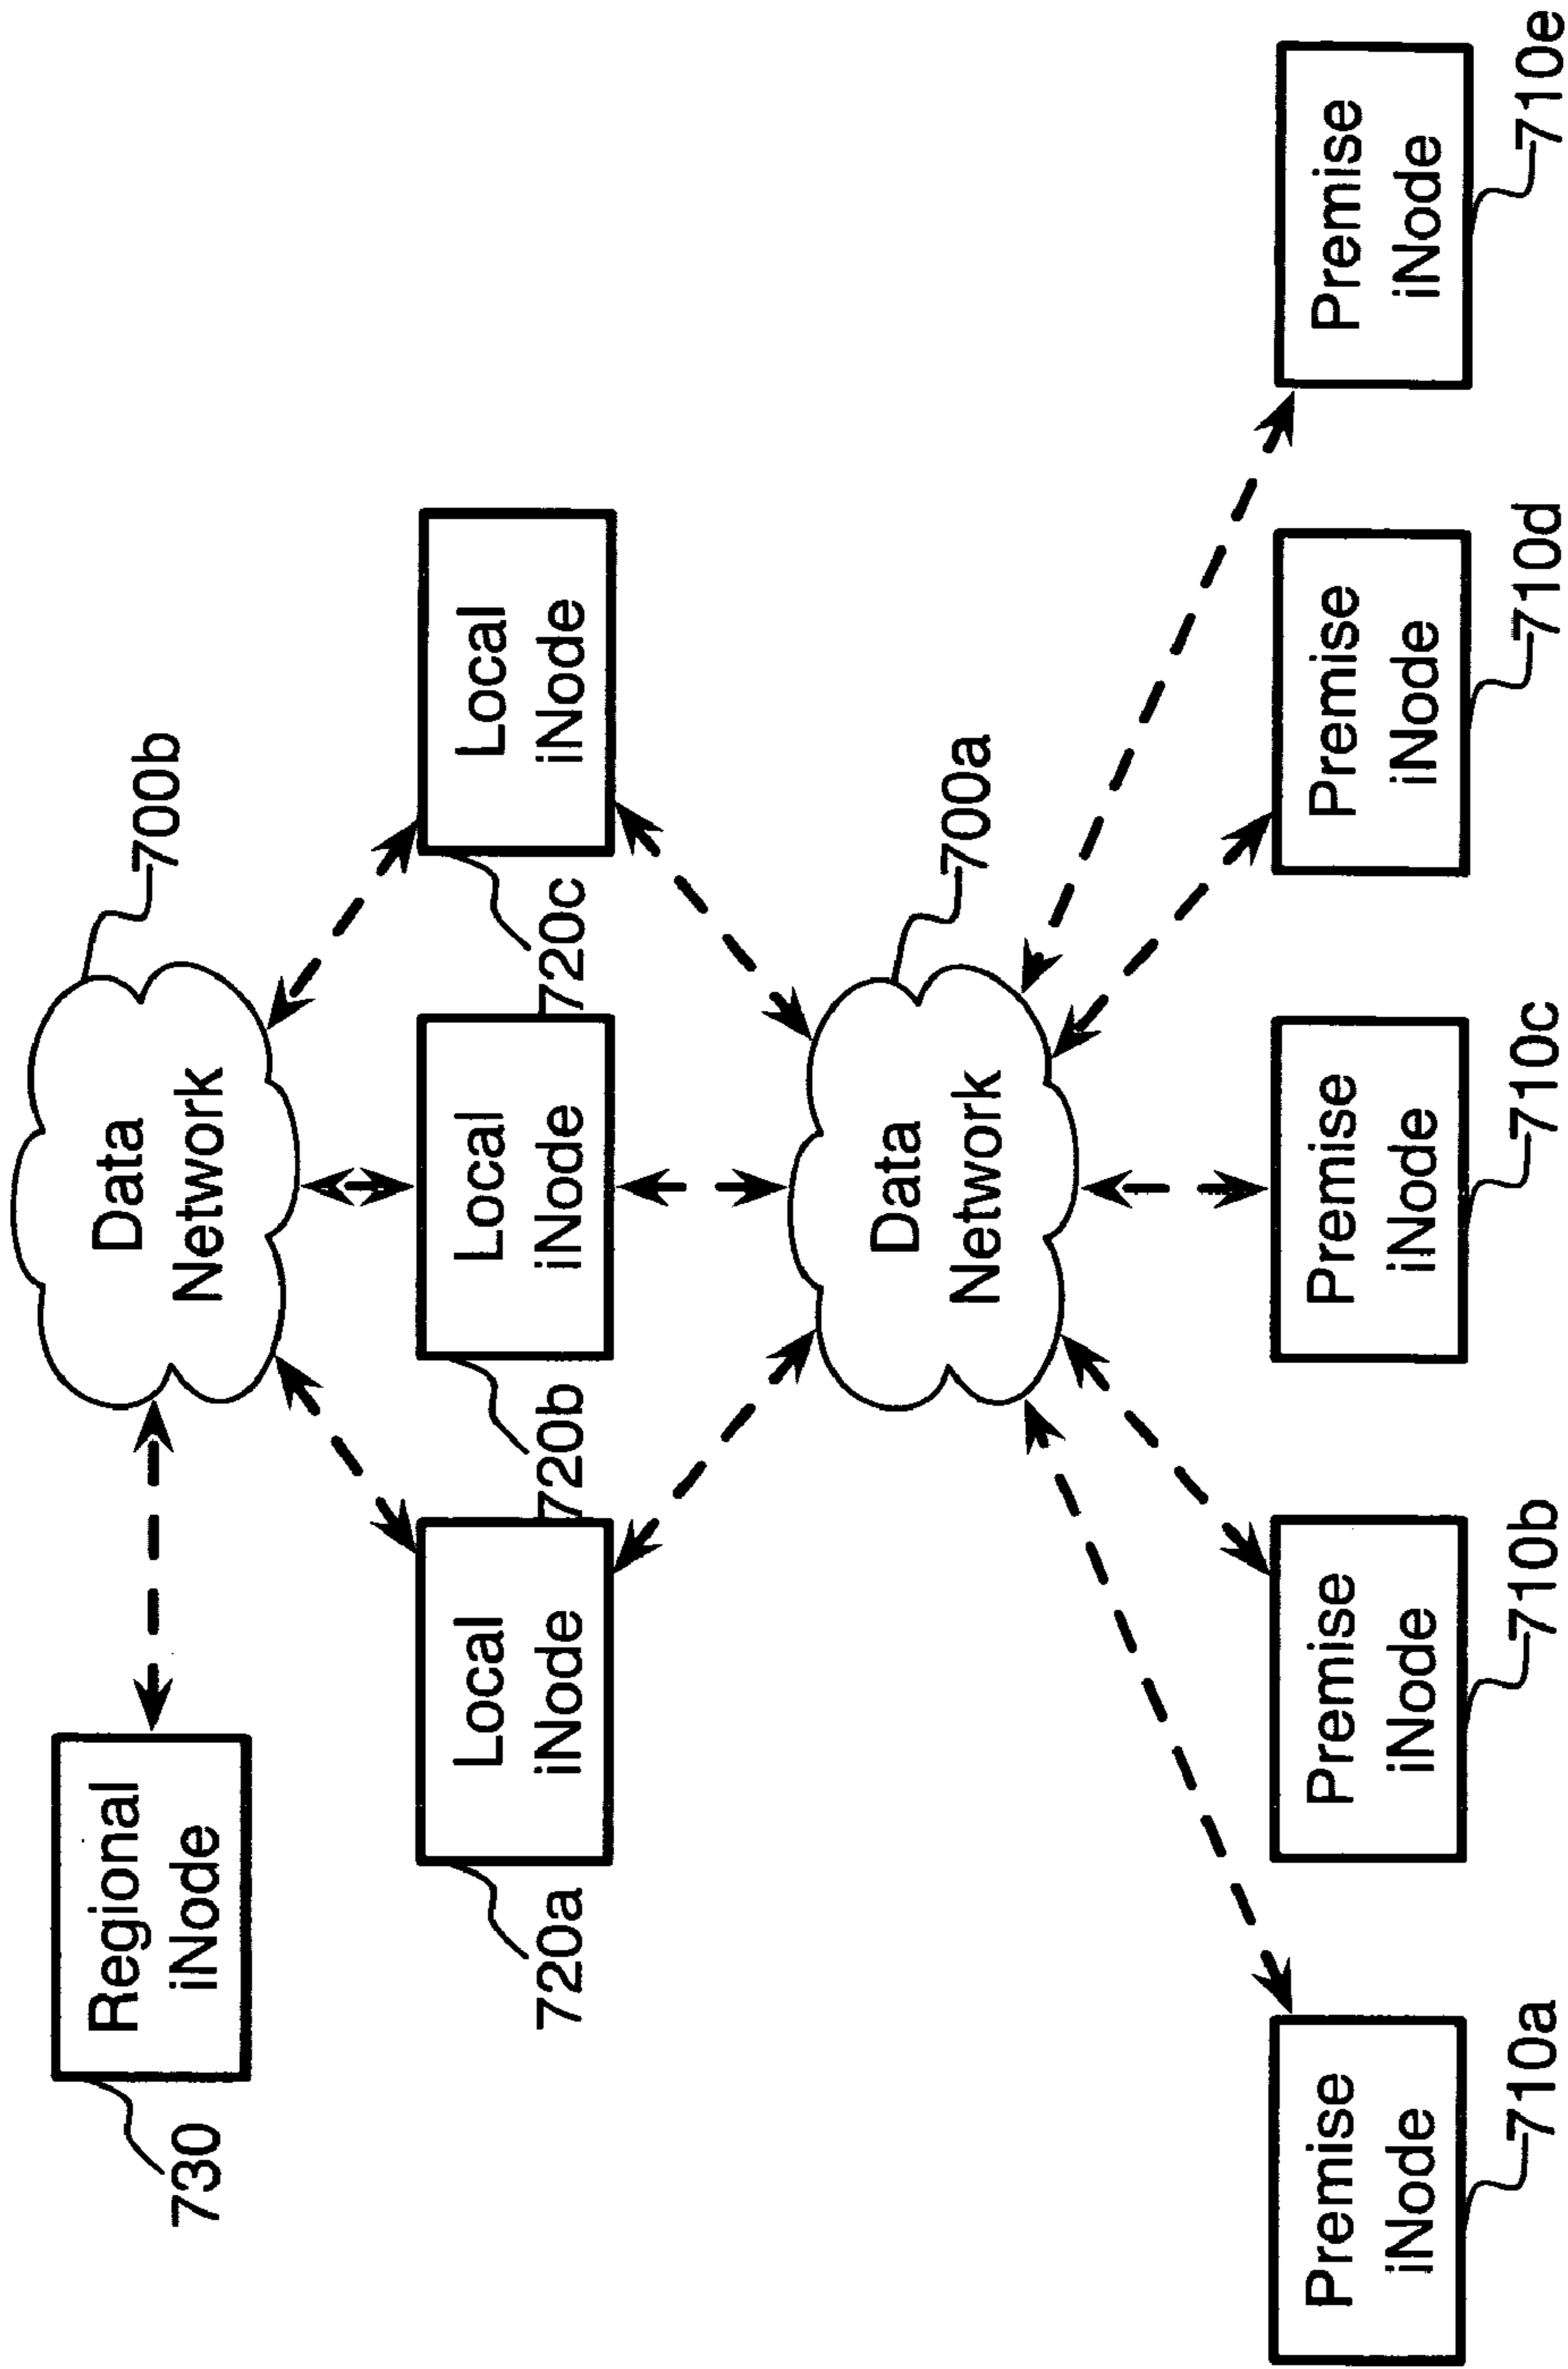 730
Regional
iNode
Data
Network
700b
720a
Local
iNode
720b
Local
iNode
720c
Local
iNode
Data
Network
700a
Premise
iNode
710a
Premise
iNode
710b
Premise
iNode
710c
Premise
iNode
710d
Premise
iNode
710e